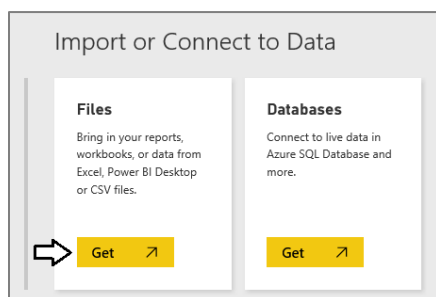 Import or Connect to Data
Files
Bring in your reports,
workbooks, or data from
Excel, Power BI Desktop
or CSV files.
Get
Databases
Connect to live data in
Azure SQL Database and
more.
Get